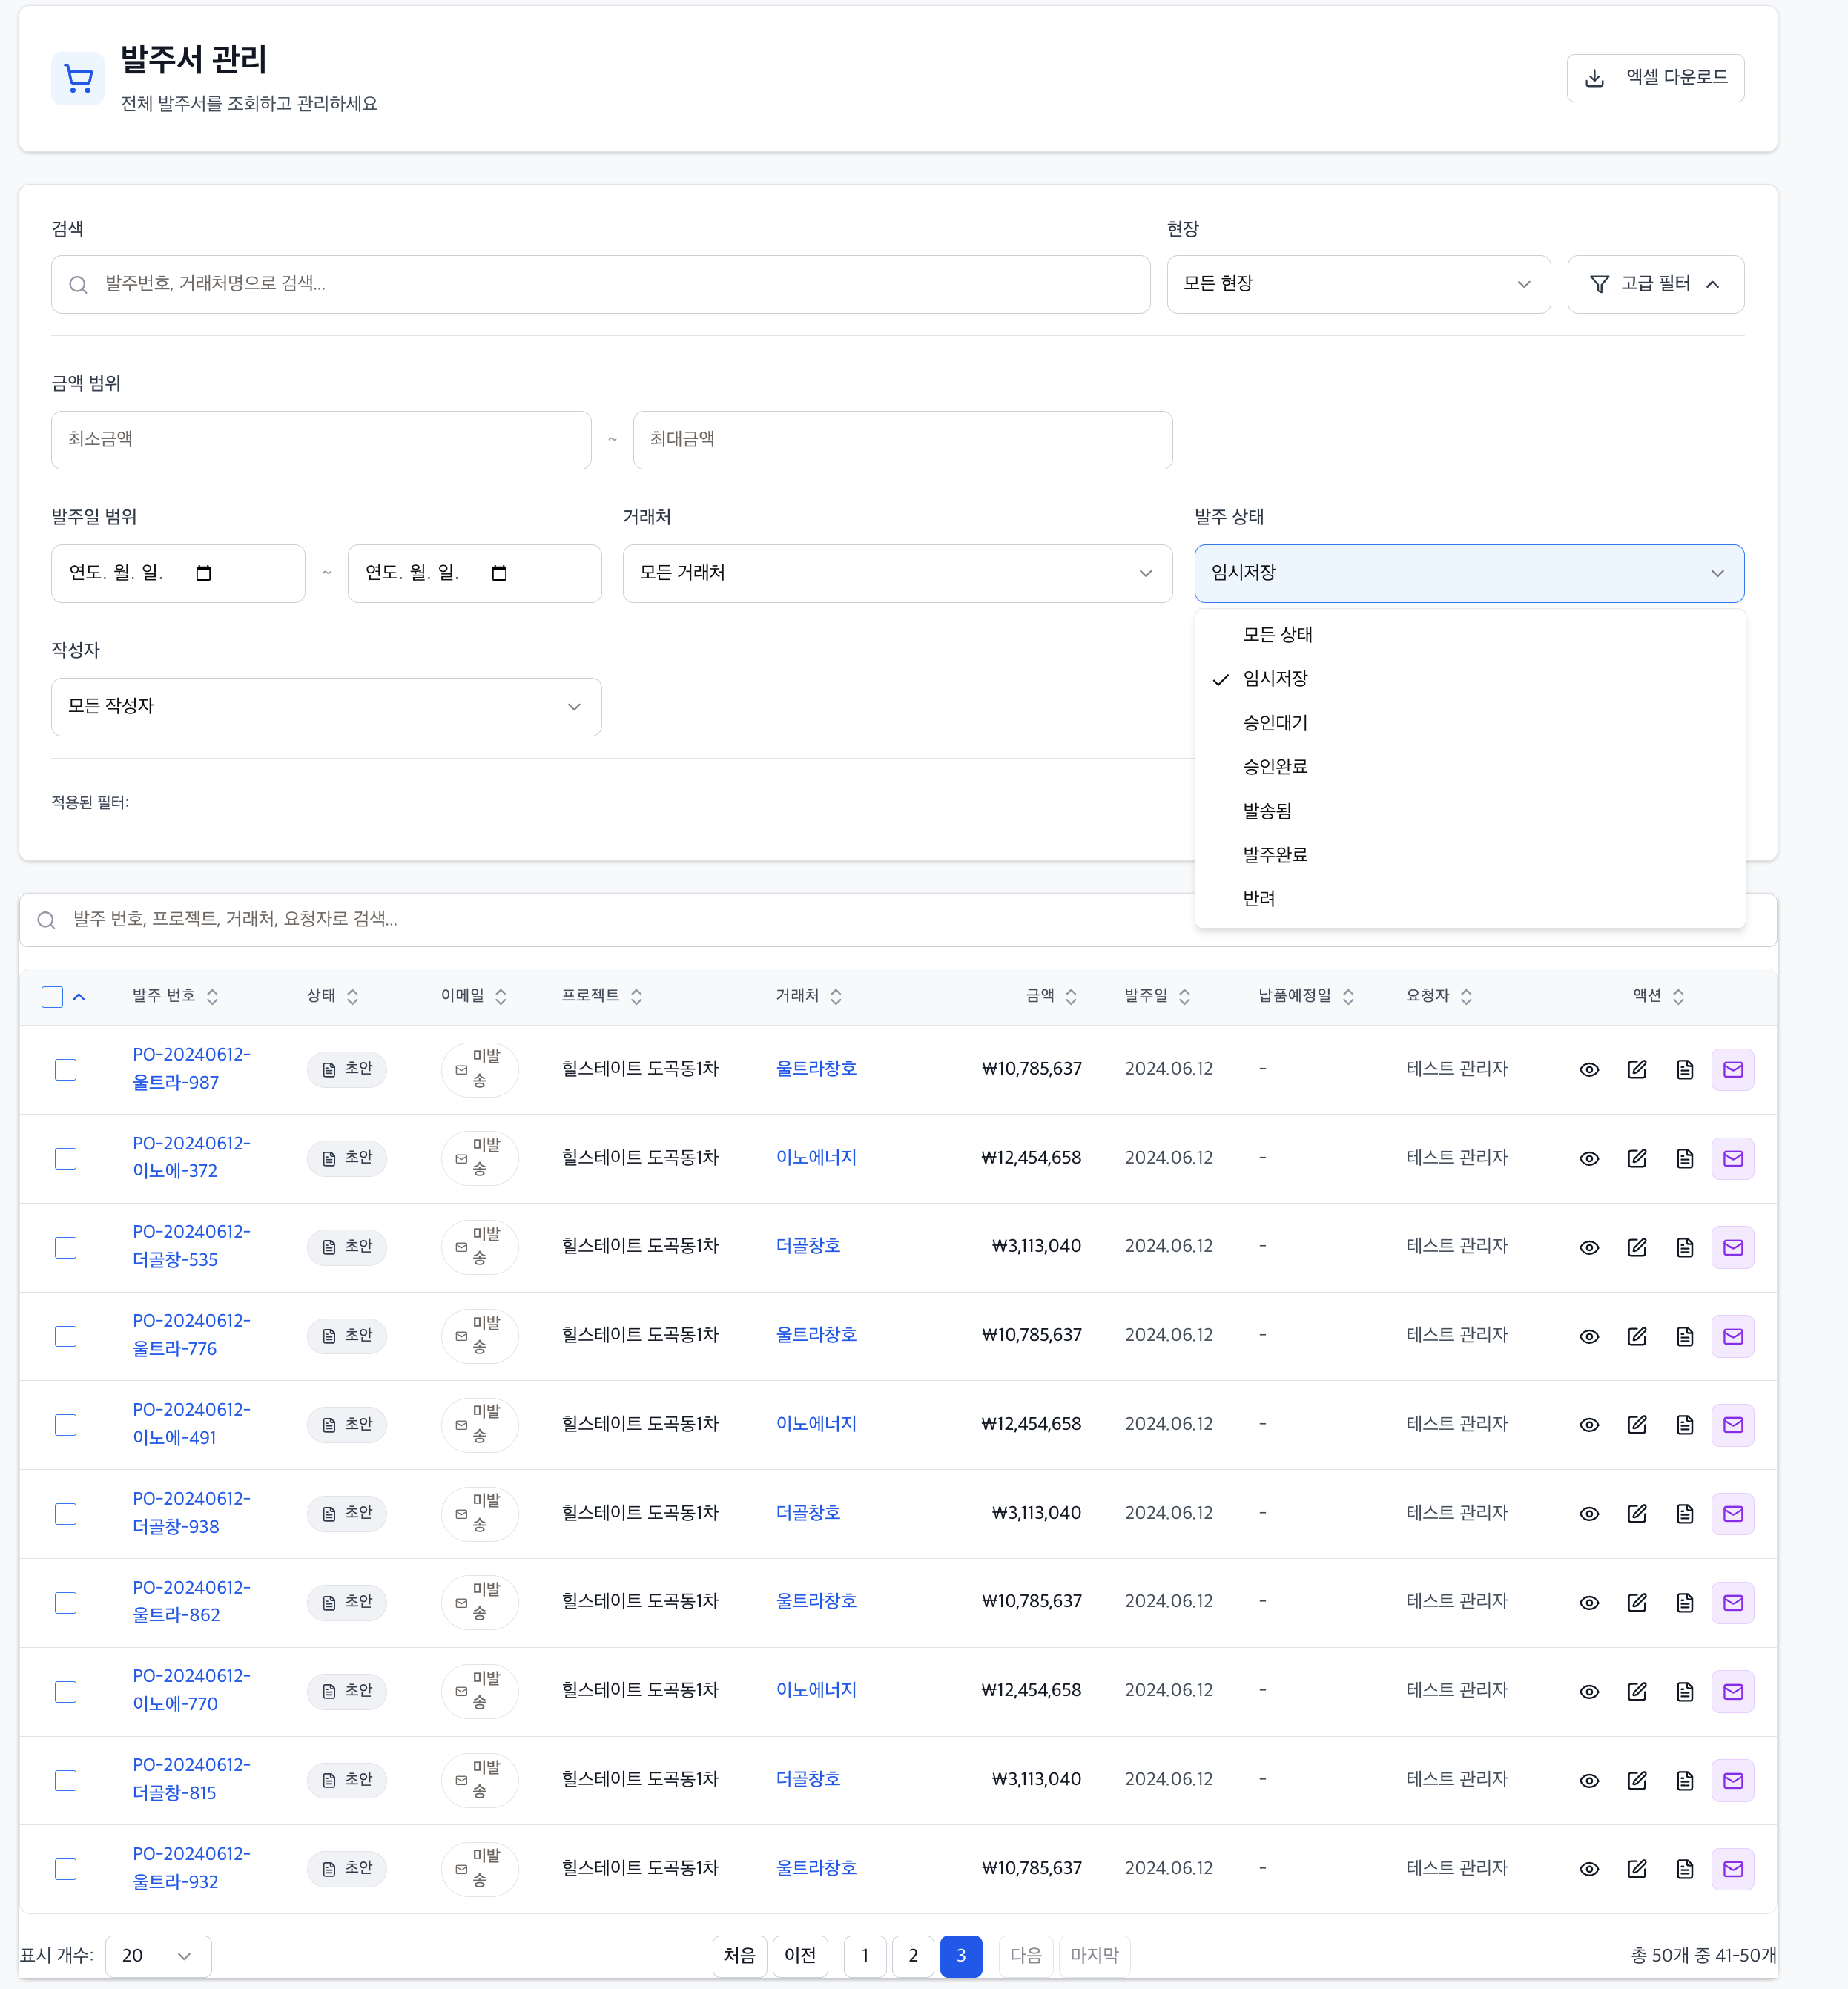 발주서 관리
전체 발주서를 조회하고 관리하세요
엑셀 다운로드
검색
현장
발주번호, 거래처명으로 검색...
모든 현장
고급 필터
금액 범위
최소금액 ~ 최대금액
발주일 범위
거래처
발주 상태
연도. 월. 일. ~ 연도. 월. 일.
모든 거래처
임시저장
모든 상태
임시저장
승인대기
승인완료
발송됨
발주완료
반려
작성자
모든 작성자
적용된 필터:
발주 번호, 프로젝트, 거래처, 요청자로 검색...
발주 번호 상태 이메일 프로젝트 거래처 금액 발주일 납품예정일 요청자 액션
PO-20240612-
울트라-987
초안
미발
송
힐스테이트 도곡동1차 울트라창호 ₩10,785,637 2024.06.12 - 테스트 관리자
PO-20240612-
이노에-372
초안
미발
송
힐스테이트 도곡동1차 이노에너지 ₩12,454,658 2024.06.12 - 테스트 관리자
PO-20240612-
더골창-535
초안
미발
송
힐스테이트 도곡동1차 더골창호 ₩3,113,040 2024.06.12 - 테스트 관리자
PO-20240612-
울트라-776
초안
미발
송
힐스테이트 도곡동1차 울트라창호 ₩10,785,637 2024.06.12 - 테스트 관리자
PO-20240612-
이노에-491
초안
미발
송
힐스테이트 도곡동1차 이노에너지 ₩12,454,658 2024.06.12 - 테스트 관리자
PO-20240612-
더골창-938
초안
미발
송
힐스테이트 도곡동1차 더골창호 ₩3,113,040 2024.06.12 - 테스트 관리자
PO-20240612-
울트라-862
초안
미발
송
힐스테이트 도곡동1차 울트라창호 ₩10,785,637 2024.06.12 - 테스트 관리자
PO-20240612-
이노에-770
초안
미발
송
힐스테이트 도곡동1차 이노에너지 ₩12,454,658 2024.06.12 - 테스트 관리자
PO-20240612-
더골창-815
초안
미발
송
힐스테이트 도곡동1차 더골창호 ₩3,113,040 2024.06.12 - 테스트 관리자
PO-20240612-
울트라-932
초안
미발
송
힐스테이트 도곡동1차 울트라창호 ₩10,785,637 2024.06.12 - 테스트 관리자
표시 개수: 20 처음 이전 1 2 3 다음 마지막 총 50개 중 41-50개